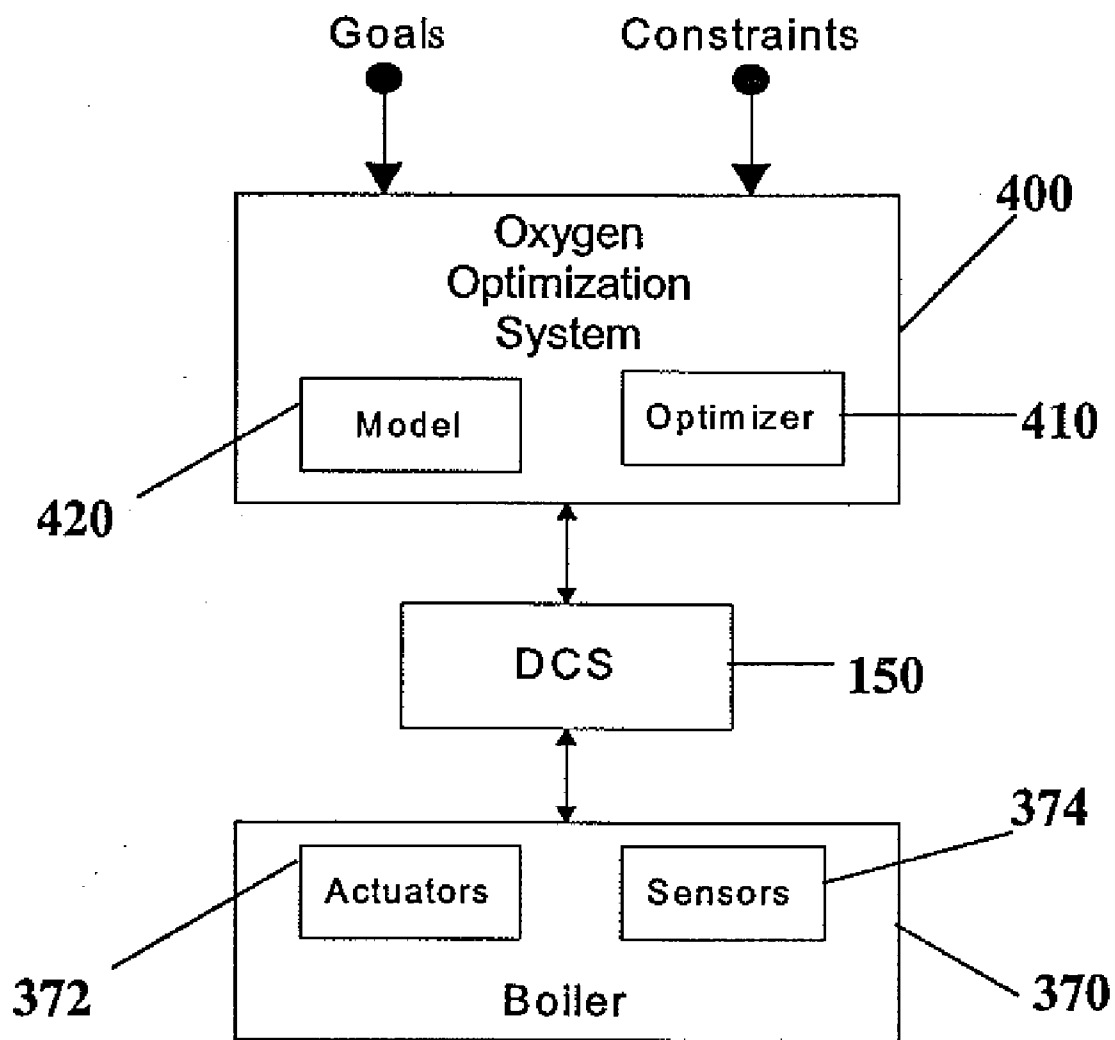 Goals
Constraints
400
Oxygen
Optimization
System
Model
Optimizer
410
420
DCS
150
374
Actuators
Sensors
372
Boiler
370